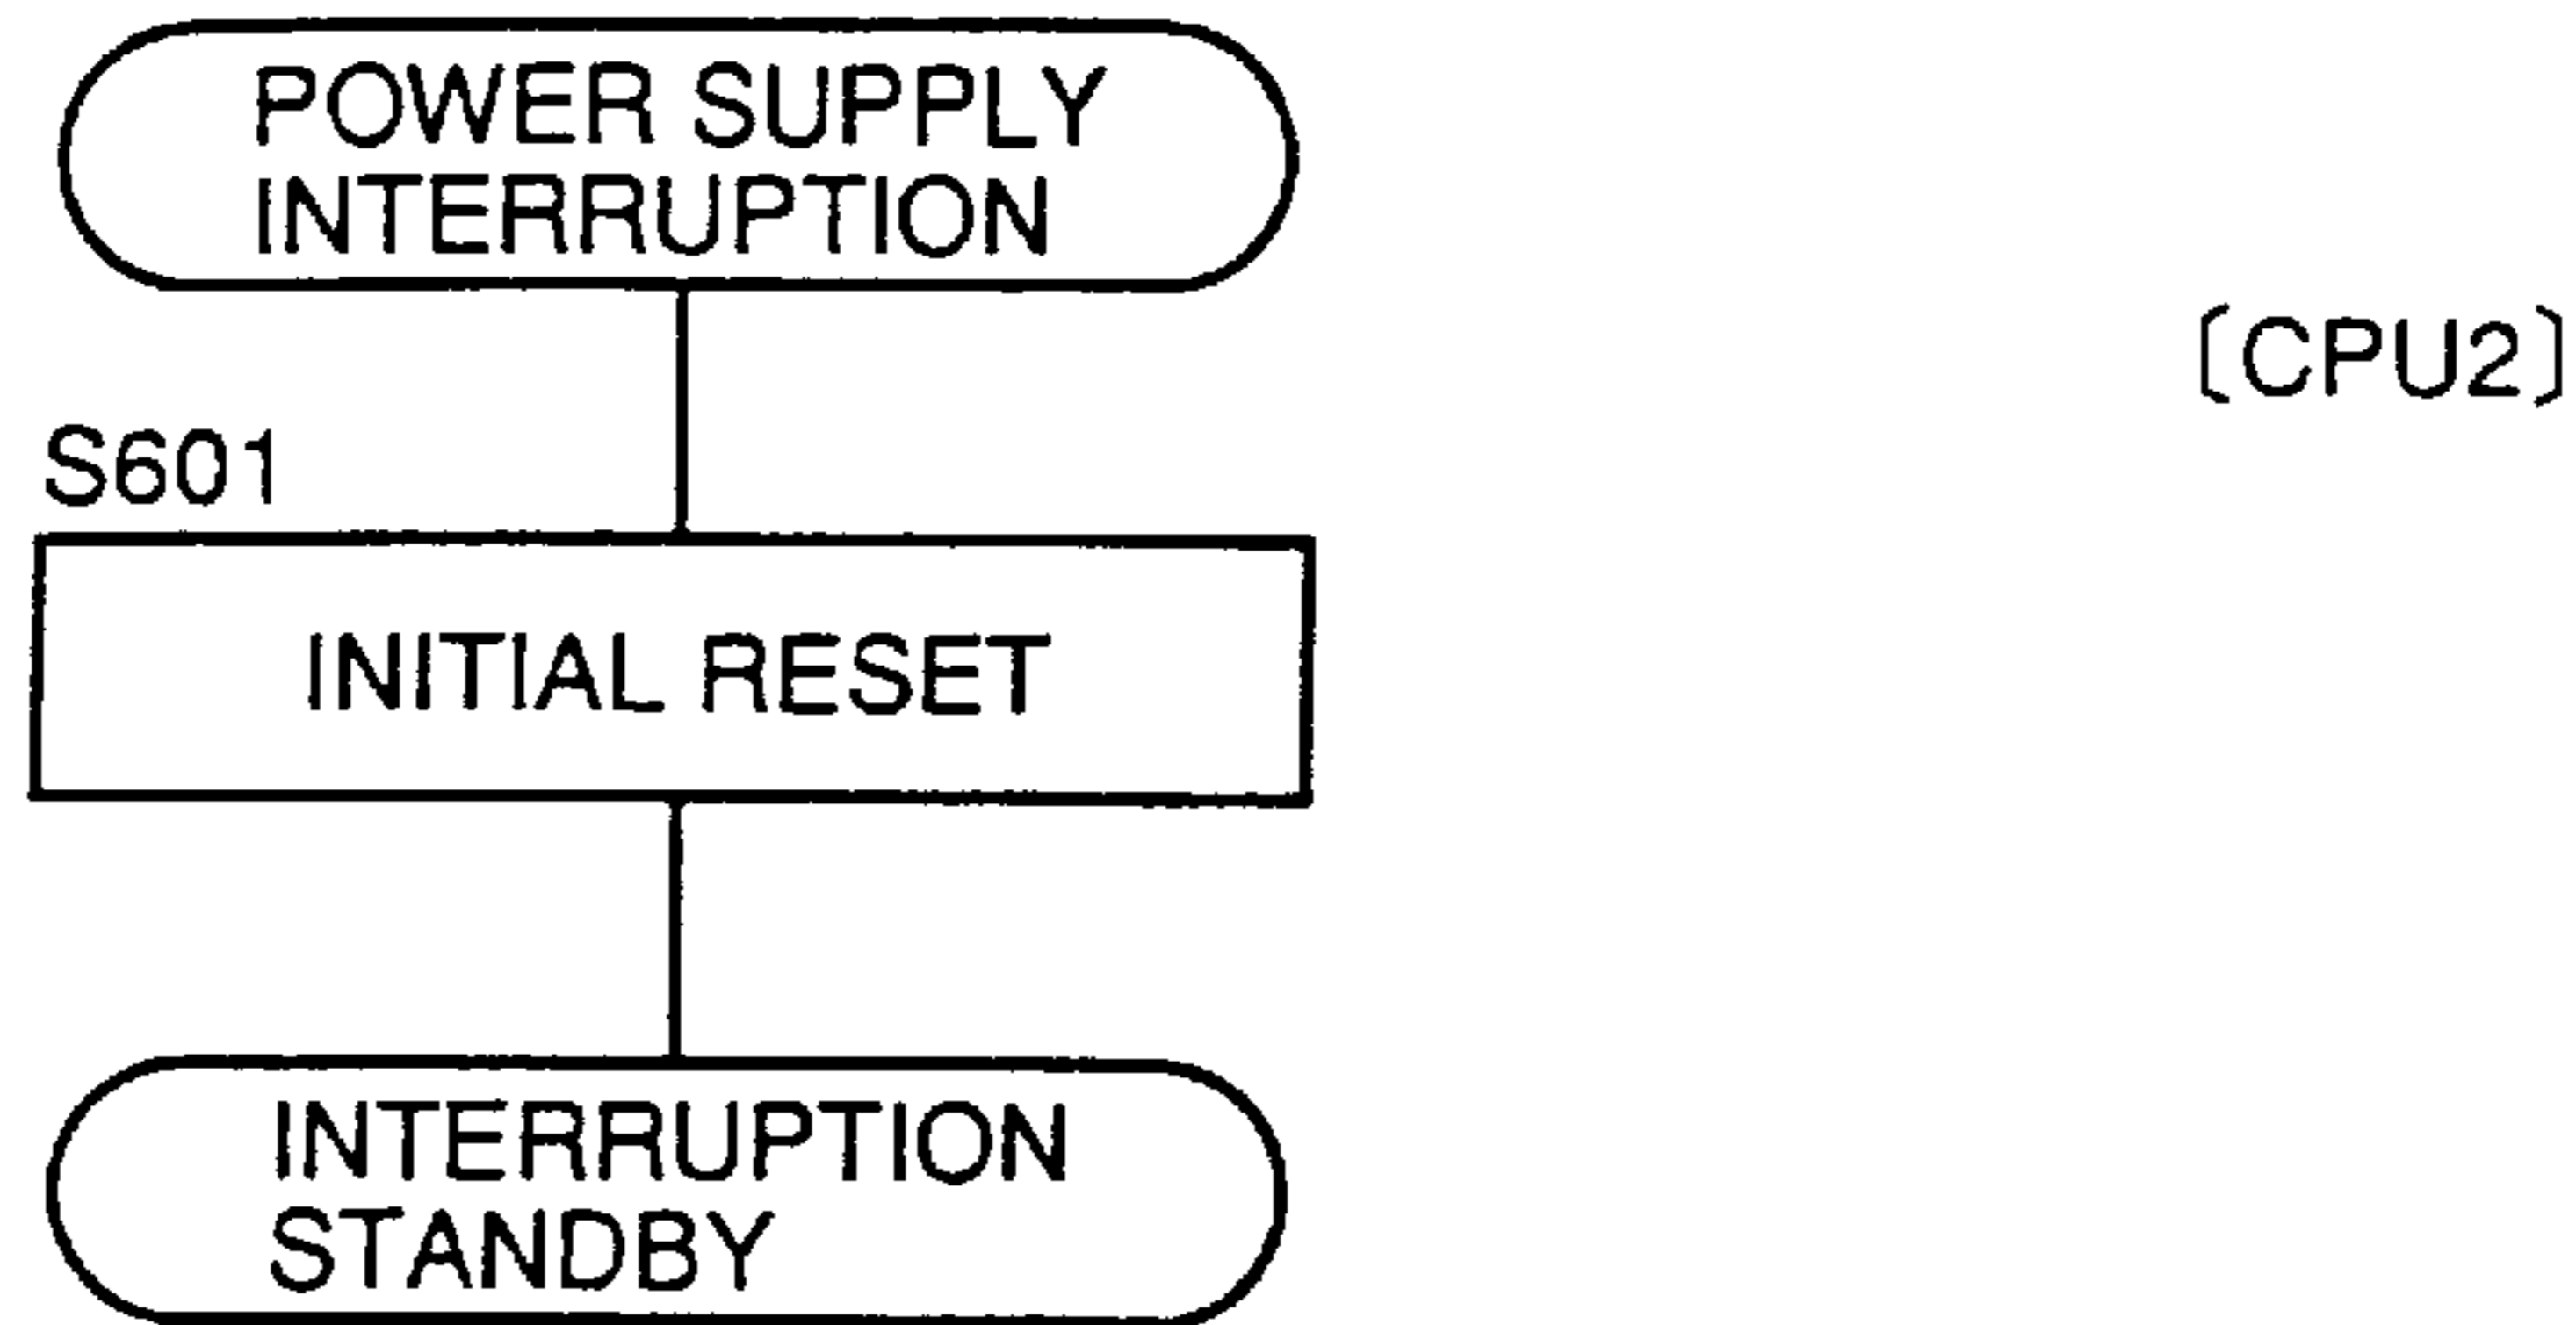 POWER SUPPLY
INTERRUPTION
〔CPU2〕
S601
INITIAL RESET
INTERRUPTION
STANDBY